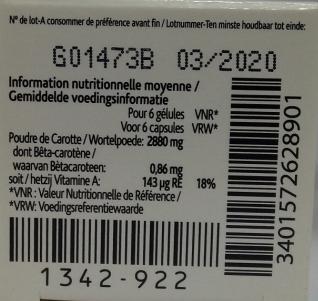 N° de lot-A consommer de préférence avant fin / Lotnummer-Ten minste houdbaar tot einde:
G01473B 03/2020
Information nutritionnelle moyenne /
Gemiddelde voedingsinformatie
Pour 6 gélules VNR*
Voor 6 capsules VRW*
Poudre de Carotte / Wortelpoede: 2880 mg
dont Bêta-carotène /
waarvan Bètacaroteen: 0,86 mg
soit / hetzij Vitamine A: 143 µg RE 18%
*VNR : Valeur Nutritionnelle de Référence /
*VRW: Voedingsreferentiewaarde
1342-922
3401572628901